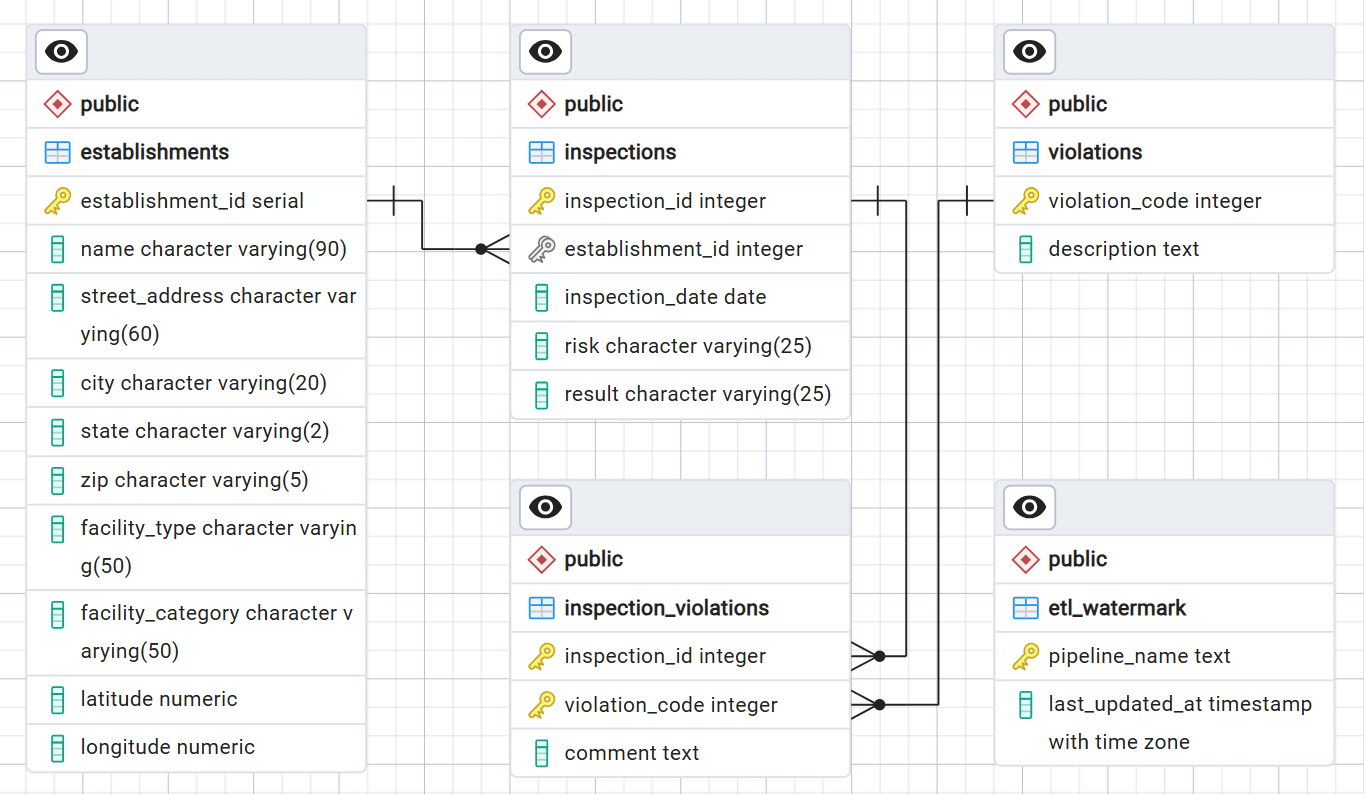 public
establishments
establishment_id serial
name character varying(90)
street_address character var
ying(60)
city character varying(20)
state character varying(2)
zip character varying(5)
facility_type character varyin
g(50)
facility_category character v
arying(50)
latitude numeric
longitude numeric
public
inspections
inspection_id integer
establishment_id integer
inspection_date date
risk character varying(25)
result character varying(25)
public
violations
violation_code integer
description text
public
inspection_violations
inspection_id integer
violation_code integer
comment text
public
etl_watermark
pipeline_name text
last_updated_at timestamp
with time zone